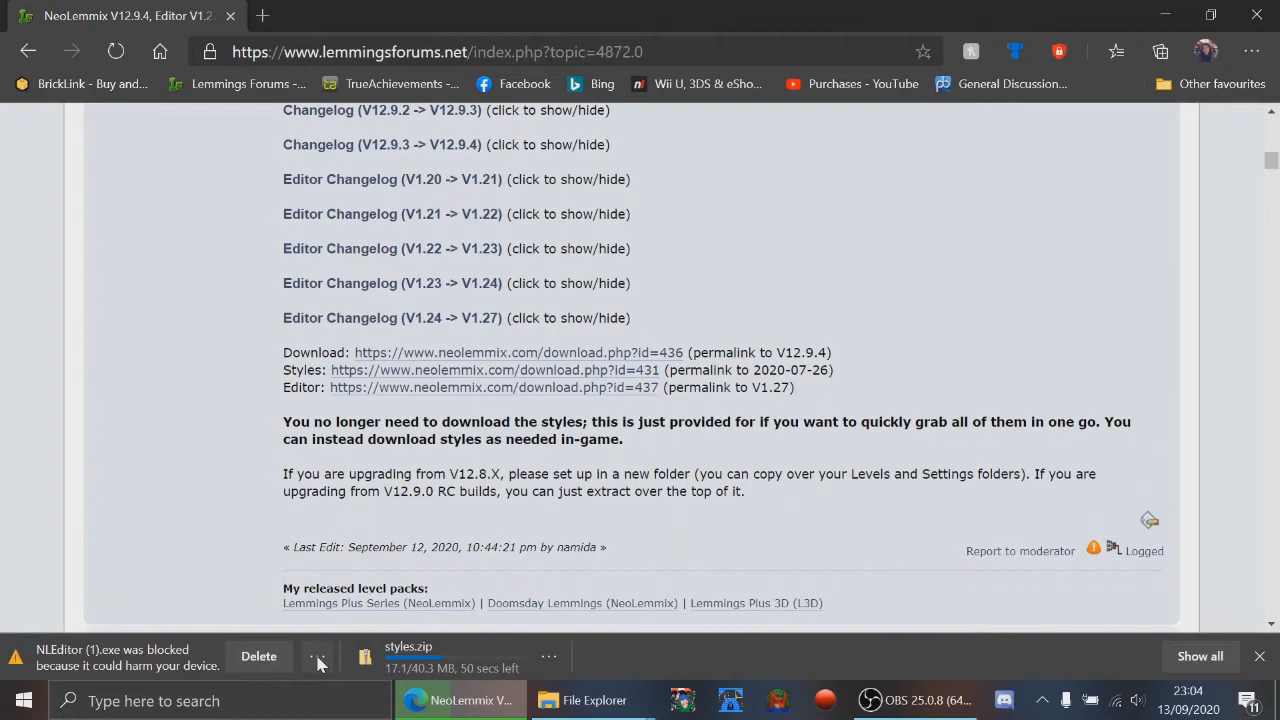 NeoLemmix V12.9.4, Editor V1.2
https://www.lemmingsforums.net/index.php?topic=4872.0
BrickLink - Buy and...
Lemmings Forums -...
TrueAchievements -...
Facebook
Bing
Wii U, 3DS & eSho...
Purchases - YouTube
General Discussion...
Other favourites
Changelog (V12.9.2 -> V12.9.3) (click to show/hide)
Changelog (V12.9.3 -> V12.9.4) (click to show/hide)
Editor Changelog (V1.20 -> V1.21) (click to show/hide)
Editor Changelog (V1.21 -> V1.22) (click to show/hide)
Editor Changelog (V1.22 -> V1.23) (click to show/hide)
Editor Changelog (V1.23 -> V1.24) (click to show/hide)
Editor Changelog (V1.24 -> V1.27) (click to show/hide)
Download: https://www.neolemmix.com/download.php?id=436 (permalink to V12.9.4)
Styles: https://www.neolemmix.com/download.php?id=431 (permalink to 2020-07-26)
Editor: https://www.neolemmix.com/download.php?id=437 (permalink to V1.27)
You no longer need to download the styles; this is just provided for if you want to quickly grab all of them in one go. You
can instead download styles as needed in-game.
If you are upgrading from V12.8.X, please set up in a new folder (you can copy over your Levels and Settings folders). If you are
upgrading from V12.9.0 RC builds, you can just extract over the top of it.
« Last Edit: September 12, 2020, 10:44:21 pm by namida »
Report to moderator
Logged
My released level packs:
Lemmings Plus Series (NeoLemmix) | Doomsday Lemmings (NeoLemmix) | Lemmings Plus 3D (L3D)
NLEditor (1).exe was blocked
because it could harm your device.
Delete
styles.zip
17.1/40.3 MB, 50 secs left
Show all
Type here to search
NeoLemmix V...
File Explorer
OBS 25.0.8 (64...
23:04
13/09/2020
11